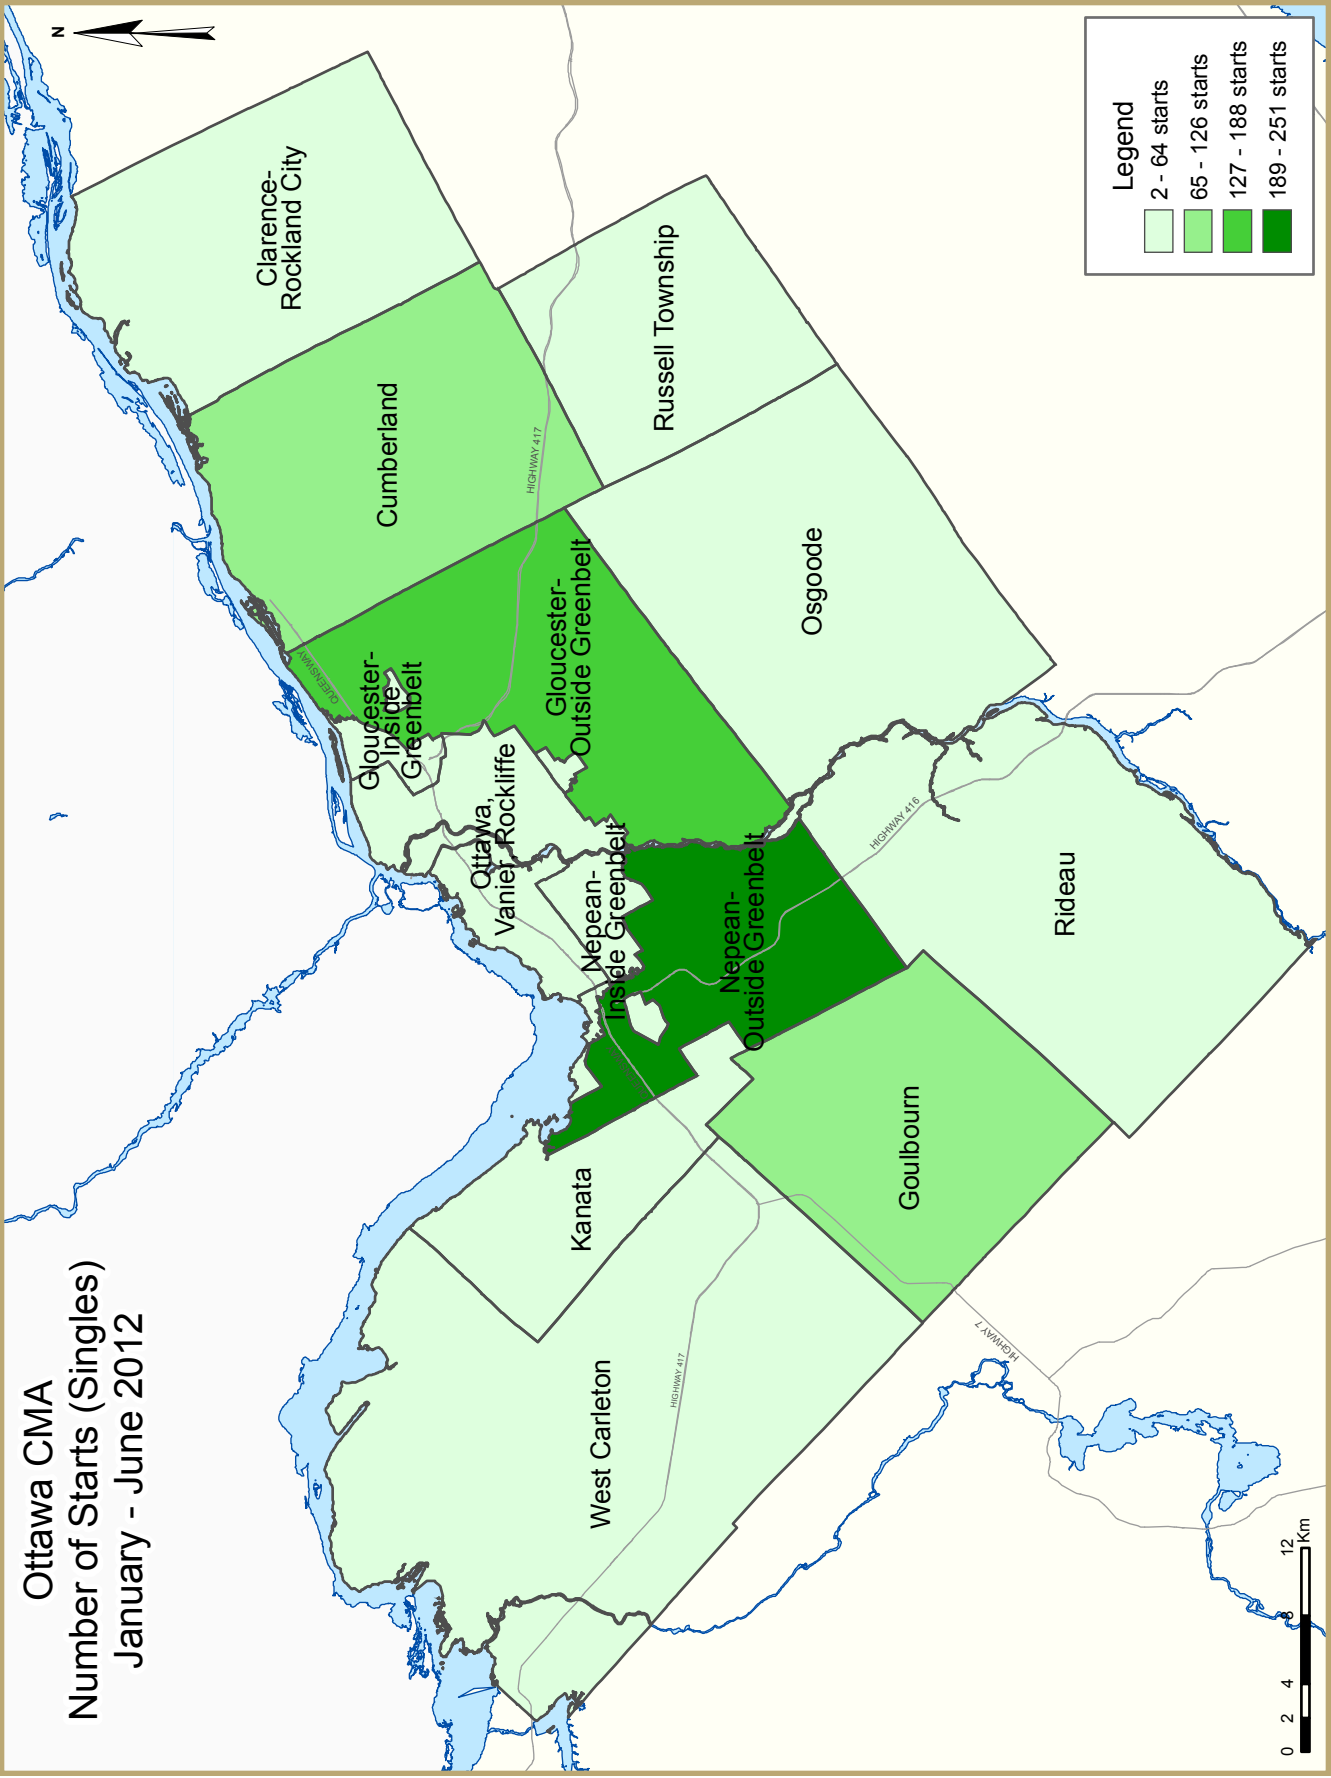 Ottawa CMA
Number of Starts (Singles)
January - June 2012
N
Clarence-
Rockland City
Cumberland
Russell Township
HIGHWAY 417
QUEENSWAY
Gloucester-
Inside
Greenbelt
Gloucester-
Outside Greenbelt
Osgoode
Ottawa,
Vanier, Rockliffe
Nepean-
Inside Greenbelt
Nepean-
Outside Greenbelt
HIGHWAY 416
Rideau
Kanata
Goulbourn
West Carleton
HIGHWAY 417
HIGHWAY 7
Legend
2 - 64 starts
65 - 126 starts
127 - 188 starts
189 - 251 starts
0 2 4 8 12
Km